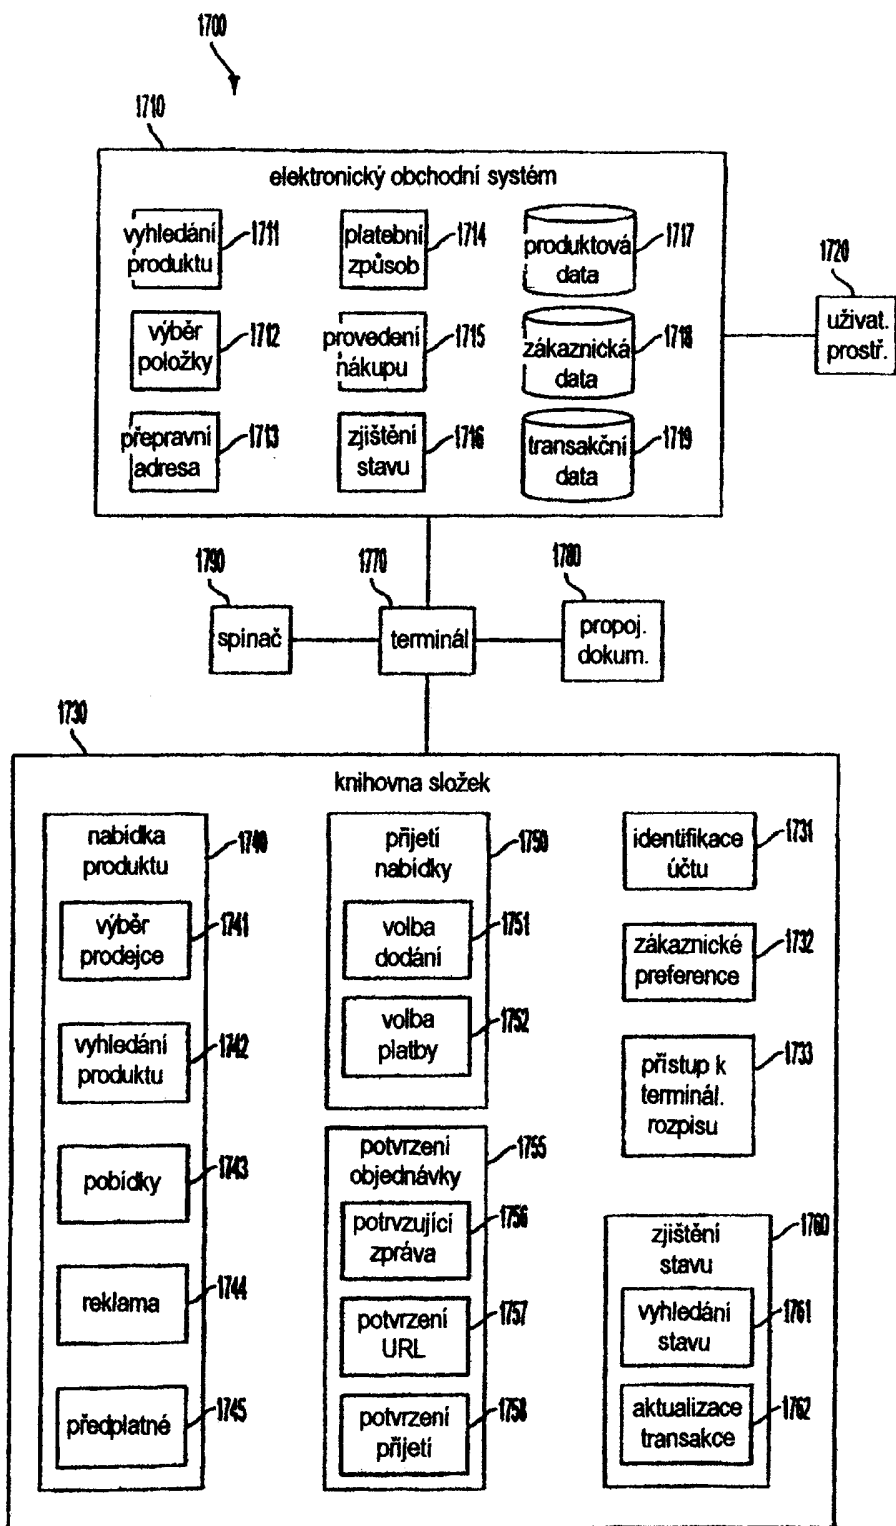 1700
1710
elektronický obchodní systém
vyhledání
produktu
1711
platební
způsob
1714
produktová
data
1717
1720
uživat.
prostř.
výběr
položky
1712
provedení
nákupu
1715
zákaznická
data
1718
přepravní
adresa
1713
zjištění
stavu
1716
transakční
data
1719
1790
spínač
1770
terminál
1780
propoj.
dokum.
1730
knihovna složek
nabídka
produktu
1740
výběr
prodejce
1741
vyhledání
produktu
1742
pobídky
1743
reklama
1744
předplatné
1745
přijetí
nabídky
1750
volba
dodání
1751
volba
platby
1752
potvrzení
objednávky
1755
potrvzující
zpráva
1756
potvrzení
URL
1757
potvrzení
přijetí
1758
identifikace
účtu
1731
zákaznické
preference
1732
přístup k
terminál.
rozpisu
1733
zjištění
stavu
1760
vyhledání
stavu
1761
aktualizace
transakce
1762